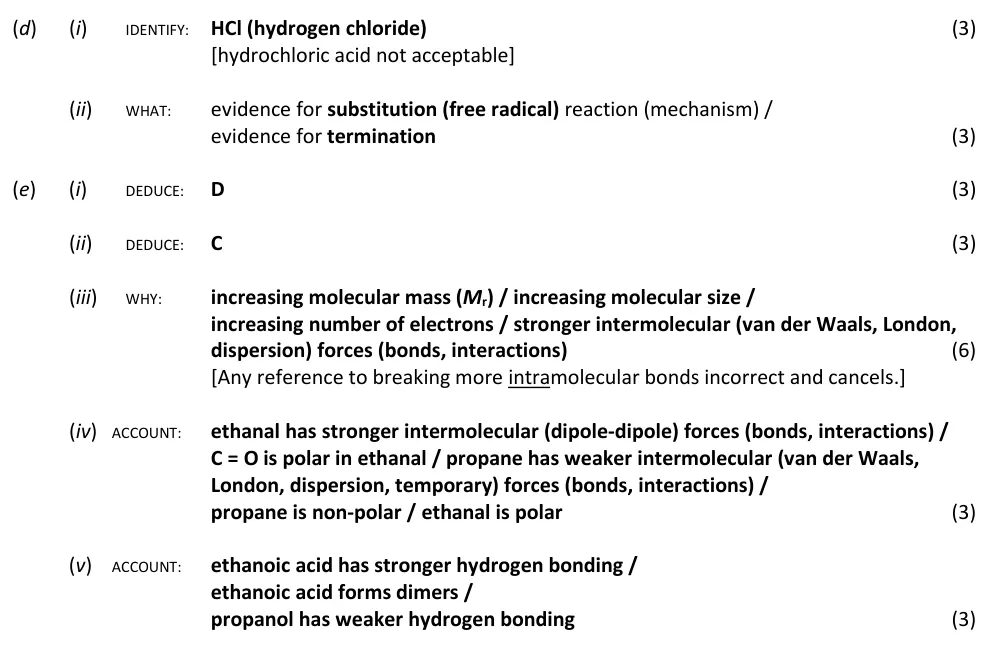 (d) (i) IDENTIFY: HCl (hydrogen chloride) (3)
[hydrochloric acid not acceptable]
(ii) WHAT: evidence for substitution (free radical) reaction (mechanism) /
evidence for termination (3)
(e) (i) DEDUCE: D (3)
(ii) DEDUCE: C (3)
(iii) WHY: increasing molecular mass (Mr) / increasing molecular size /
increasing number of electrons / stronger intermolecular (van der Waals, London,
dispersion) forces (bonds, interactions) (6)
[Any reference to breaking more intramolecular bonds incorrect and cancels.]
(iv) ACCOUNT: ethanal has stronger intermolecular (dipole-dipole) forces (bonds, interactions) /
C = O is polar in ethanal / propane has weaker intermolecular (van der Waals,
London, dispersion, temporary) forces (bonds, interactions) /
propane is non-polar / ethanal is polar (3)
(v) ACCOUNT: ethanoic acid has stronger hydrogen bonding /
ethanoic acid forms dimers /
propanol has weaker hydrogen bonding (3)